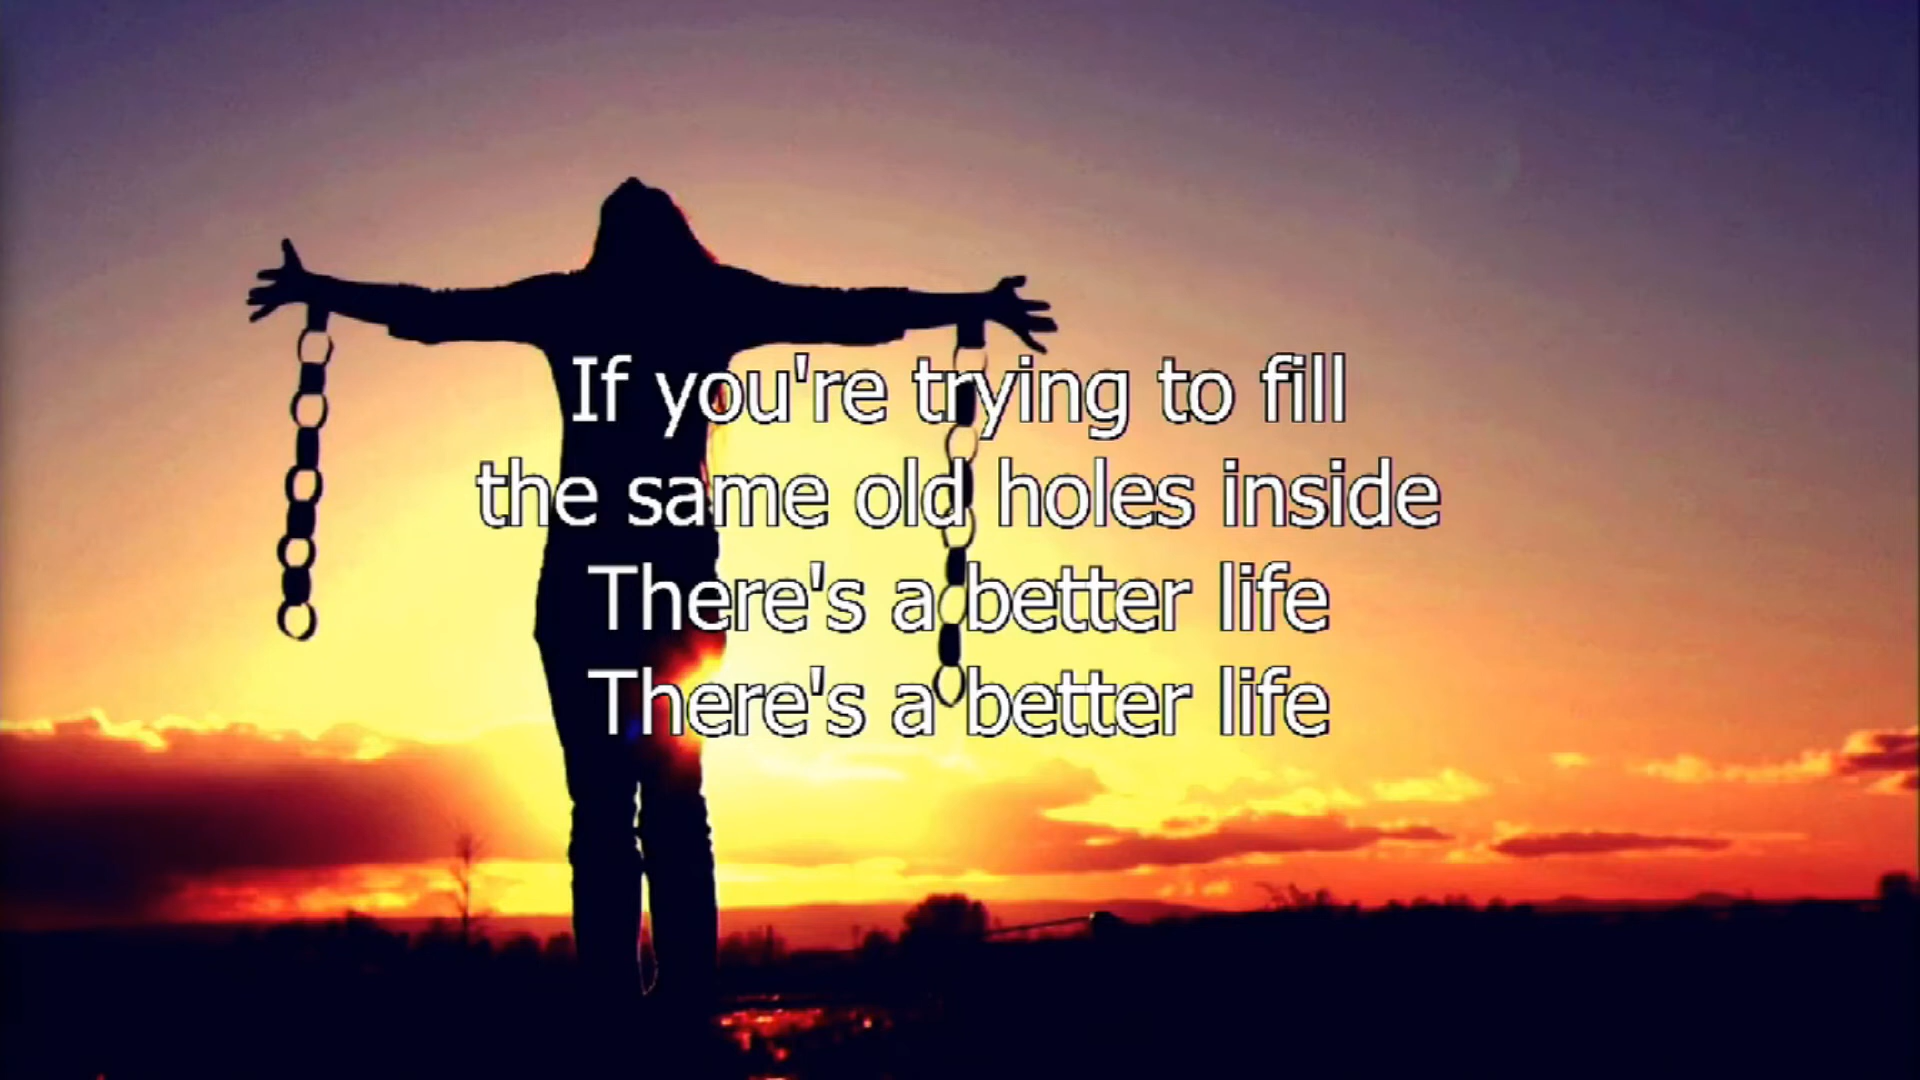 If you're trying to fill
the same old holes inside
There's a better life
There's a better life